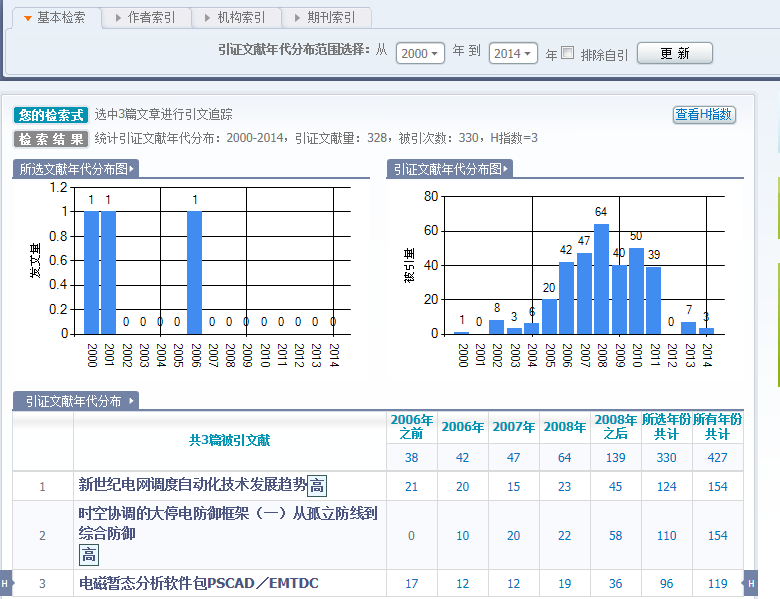 基本检索 作者索引 机构索引 期刊索引
引证文献年代分布范围选择：从 2000 年 到 2014 年 排除自引 更 新
您的检索式 选中3篇文章进行引文追踪 查看H指数
检 索 结 果 统计引证文献年代分布：2000-2014，引证文献量：328，被引次数：330，H指数=3
所选文献年代分布图
1.2
1
0.8
0.6
0.4
0.2
0
发文量
1 1 0 0 0 0 1 0 0 0 0 0 0 0 0
2000 2001 2002 2003 2004 2005 2006 2007 2008 2009 2010 2011 2012 2013 2014
引证文献年代分布图
80
60
40
20
0
被引量
1 0 8 3 6 20 42 47 64 40 50 39 0 7 3
2000 2001 2002 2003 2004 2005 2006 2007 2008 2009 2010 2011 2012 2013 2014
引证文献年代分布
共3篇被引文献 2006年之前 2006年 2007年 2008年 2008年之后 所选年份共计 所有年份共计
38 42 47 64 139 330 427
1 新世纪电网调度自动化技术发展趋势高 21 20 15 23 45 124 154
2 时空协调的大停电防御框架（一）从孤立防线到
综合防御
高 0 10 20 22 58 110 154
H 3 电磁暂态分析软件包PSCAD／EMTDC 17 12 12 19 36 96 119 H